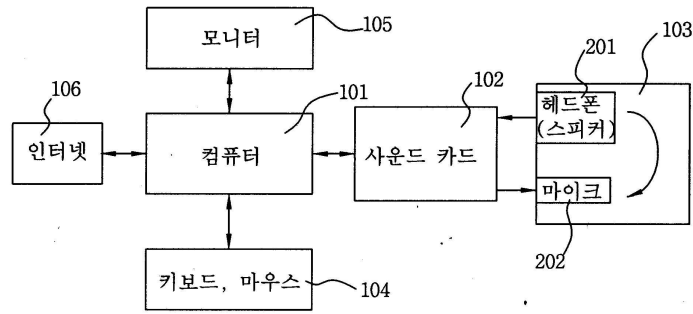 모니터
105
103
201
106
101
102
헤드폰
(스피커)
인터넷
컴퓨터
사운드 카드
마이크
202
키보드, 마우스
104